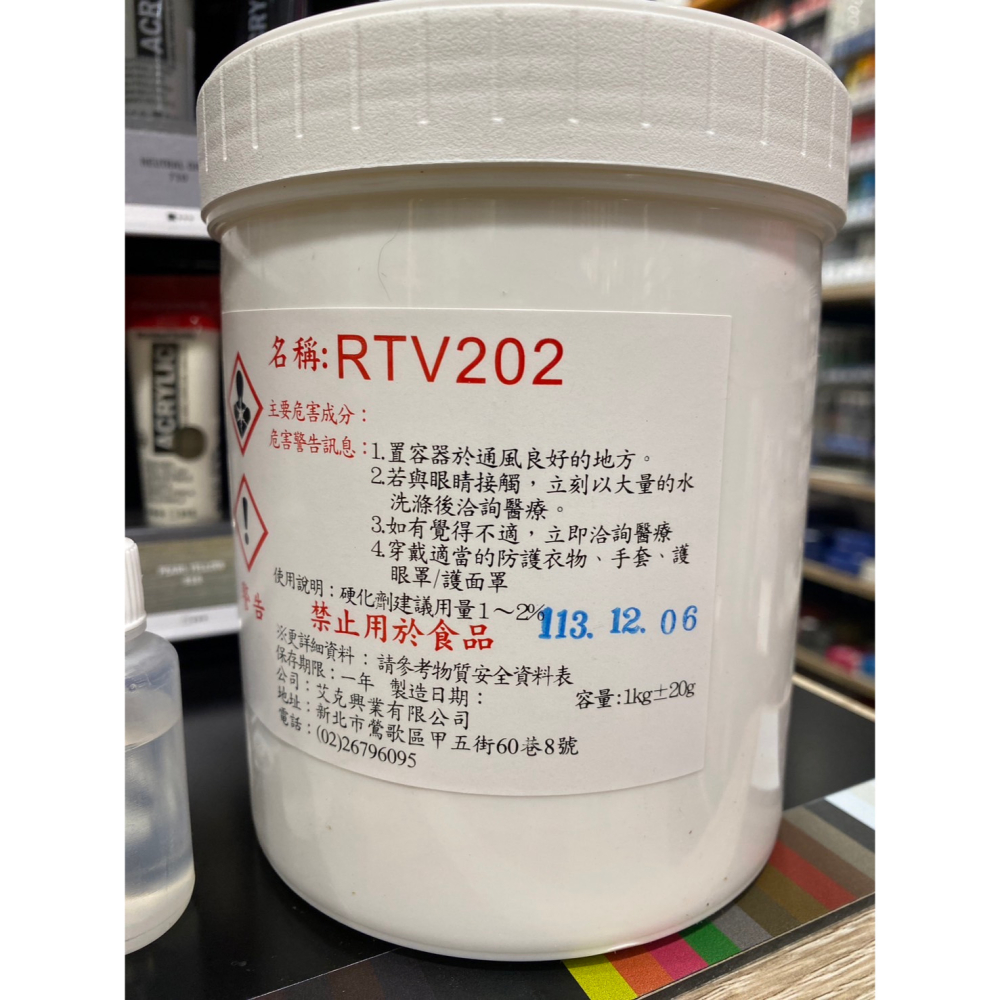 名稱:RTV202
主要危害成分：
危害警告訊息：1.置容器於通風良好的地方。
2.若與眼睛接觸，立刻以大量的水
洗滌後洽詢醫療。
3.如有覺得不適，立即洽詢醫療
4.穿戴適當的防護衣物、手套、護
眼罩/護面罩
警告
使用說明：硬化劑建議用量1～2%
禁止用於食品
113. 12. 06
※更詳細資料：請參考物質安全資料表
保存期限：一年 製造日期：
容量:1kg±20g
公司：艾克興業有限公司
地址：新北市鶯歌區甲五街60巷8號
電話：(02)26796095
ACRYLIC